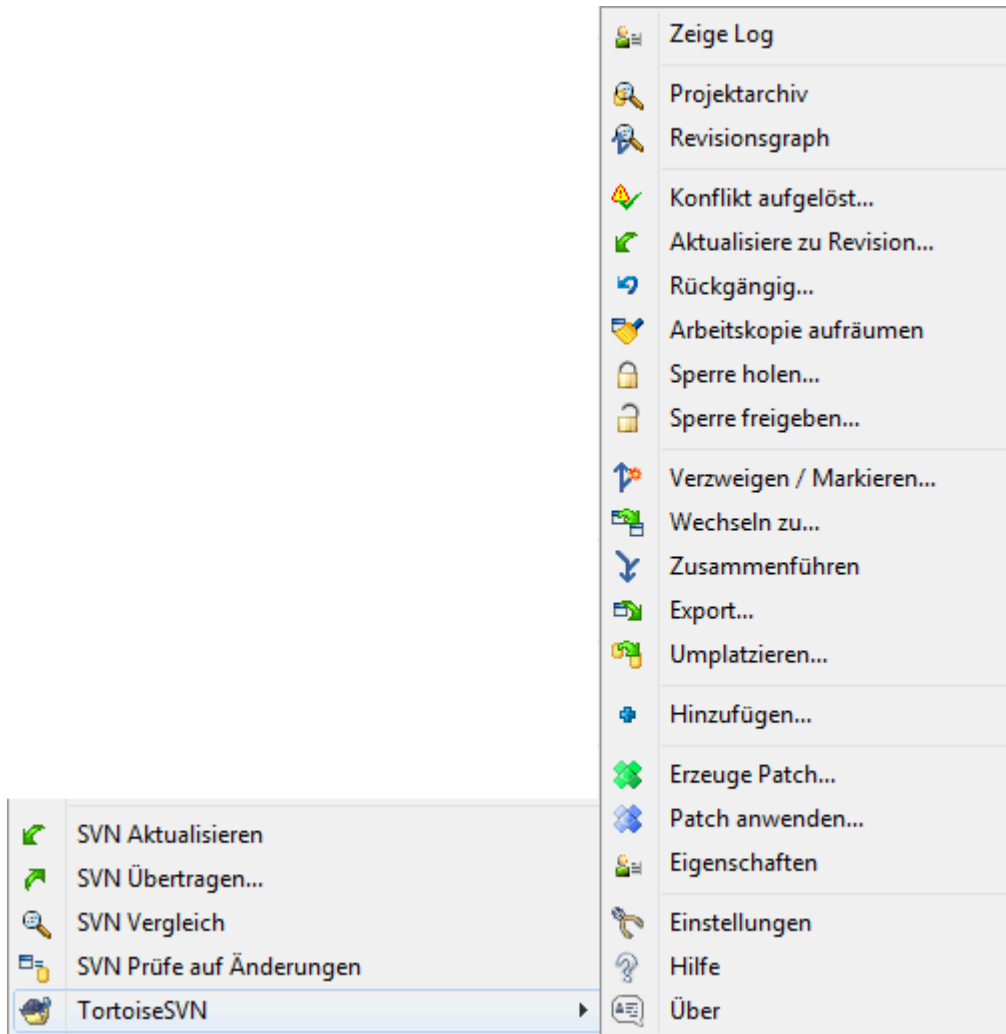 Zeige Log
Projektarchiv
Revisionsgraph
Konflikt aufgelöst...
Aktualisiere zu Revision...
Rückgängig...
Arbeitskopie aufräumen
Sperre holen...
Sperre freigeben...
Verzweigen / Markieren...
Wechseln zu...
Zusammenführen
Export...
Umplatzieren...
Hinzufügen...
Erzeuge Patch...
Patch anwenden...
Eigenschaften
Einstellungen
Hilfe
Über
SVN Aktualisieren
SVN Übertragen...
SVN Vergleich
SVN Prüfe auf Änderungen
TortoiseSVN